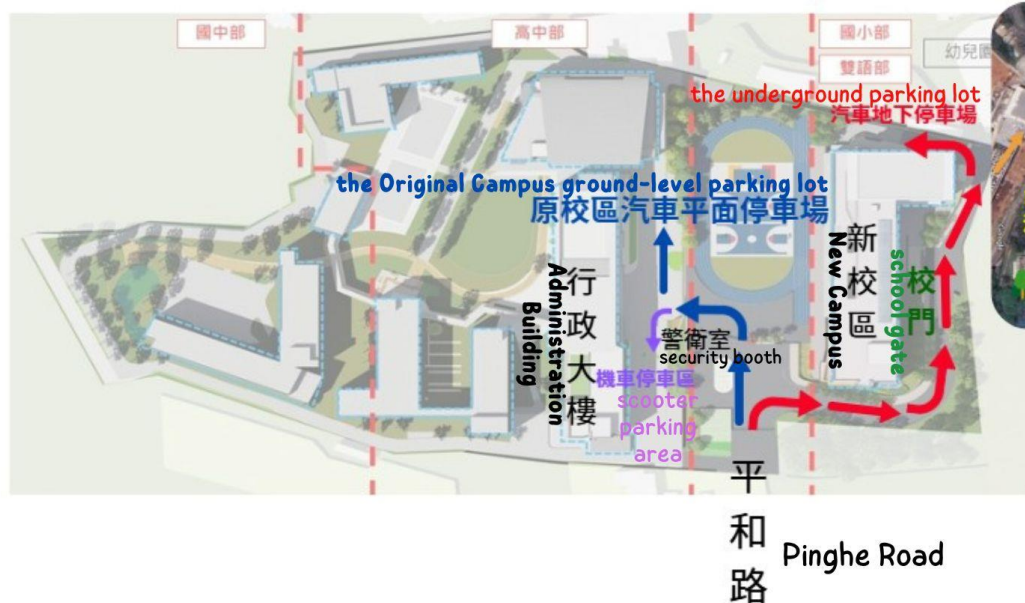 國中部
高中部
國小部
雙語部
幼兒園
the underground parking lot
汽車地下停車場
the Original Campus ground-level parking lot
原校區汽車平面停車場
新校區
New Campus
校門
school gate
行政大樓
Administration
Building
警衛室
security booth
機車停車區
scooter
parking
area
平和路
Pinghe Road